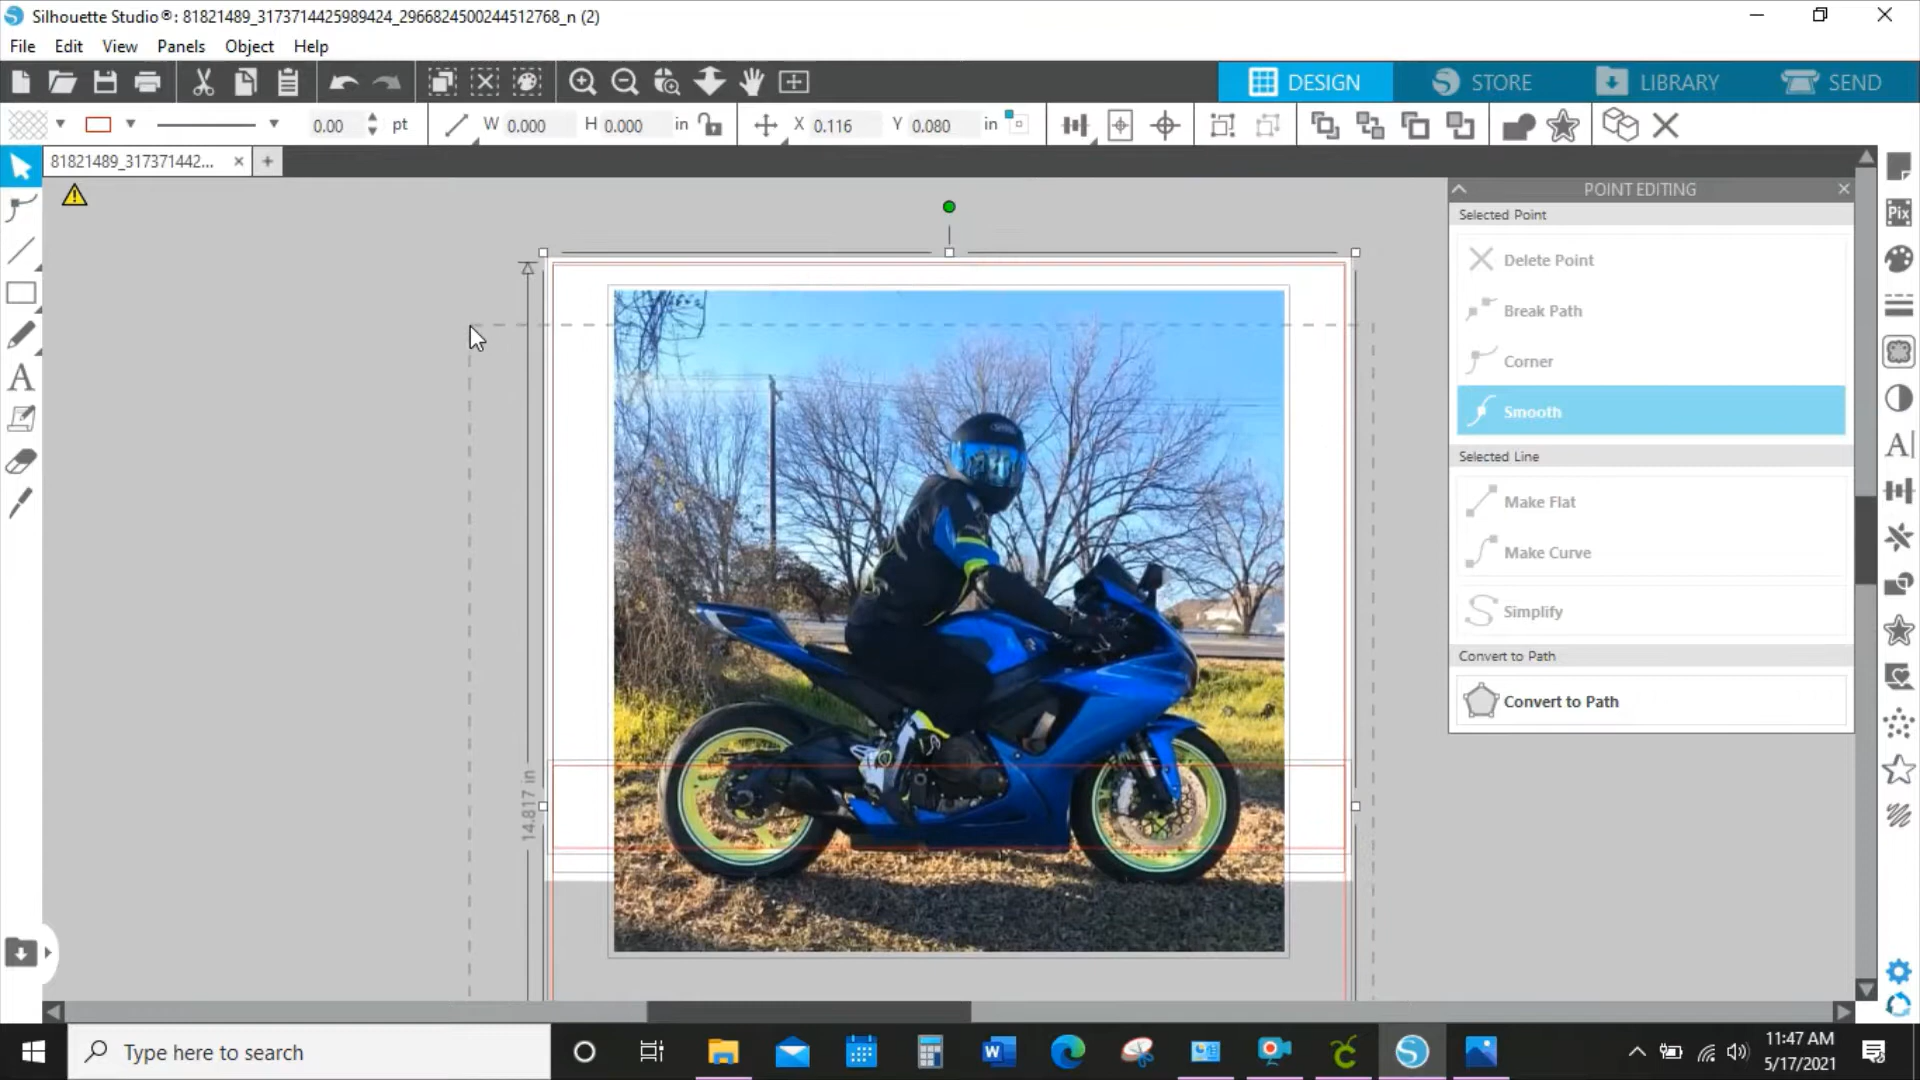 Silhouette Studio®: 81821489_3173714425989424_2966824500244512768_n (2)
File Edit View Panels Object Help
DESIGN STORE LIBRARY SEND
0.00 pt W 0.000 H 0.000 in X 0.116 Y 0.080 in
81821489_317371442...
POINT EDITING
Selected Point
Delete Point
Break Path
Corner
Smooth
Selected Line
Make Flat
Make Curve
Simplify
Convert to Path
Convert to Path
14.817 in
Type here to search
11:47 AM
5/17/2021